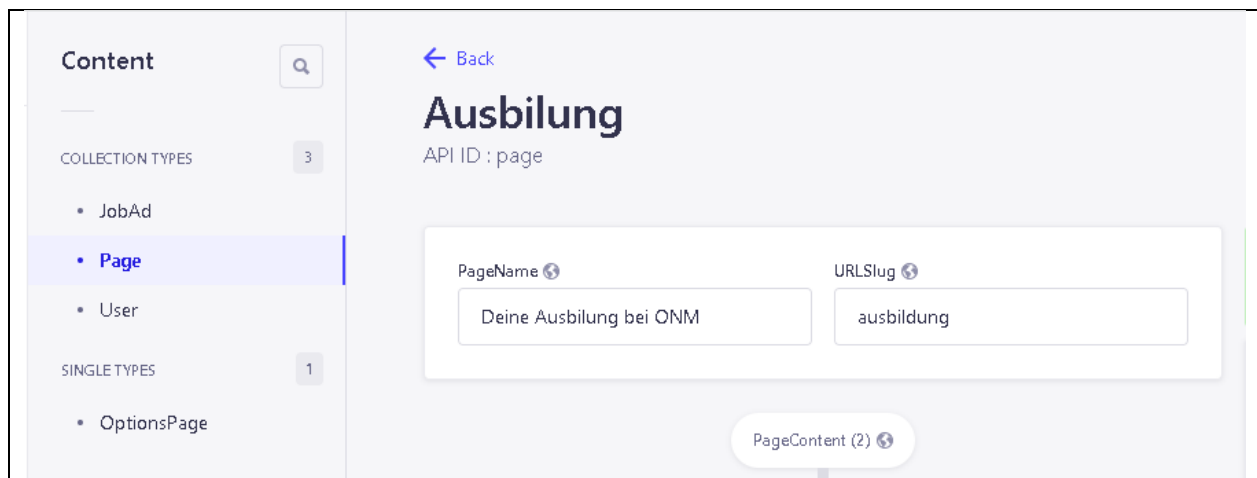 Content
COLLECTION TYPES 3
• JobAd
• Page
• User
SINGLE TYPES 1
• OptionsPage
Back
Ausbilung
API ID : page
PageName
Deine Ausbilung bei ONM
URLSlug
ausbildung
PageContent (2)